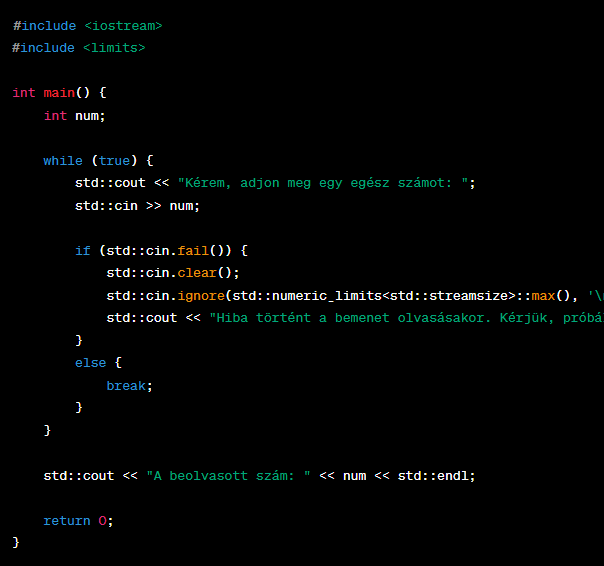 #include <iostream>
#include <limits>
int main() {
int num;
while (true) {
std::cout << "Kérem, adjon meg egy egész számot: ";
std::cin >> num;
if (std::cin.fail()) {
std::cin.clear();
std::cin.ignore(std::numeric_limits<std::streamsize>::max(), '\
std::cout << "Hiba történt a bemenet olvasásakor. Kérjük, próbá
}
else {
break;
}
}
std::cout << "A beolvasott szám: " << num << std::endl;
return 0;
}